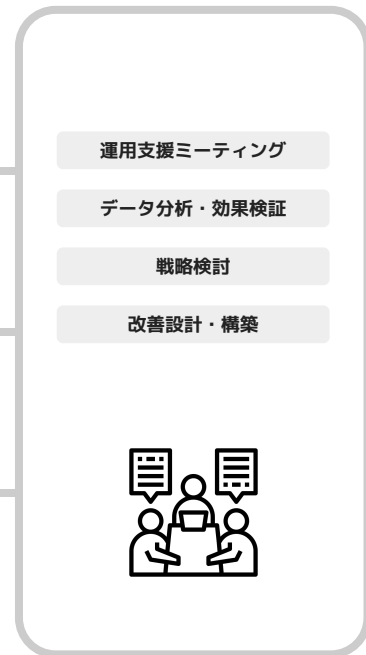 運用支援ミーティング
データ分析・効果検証
戦略検討
改善設計・構築